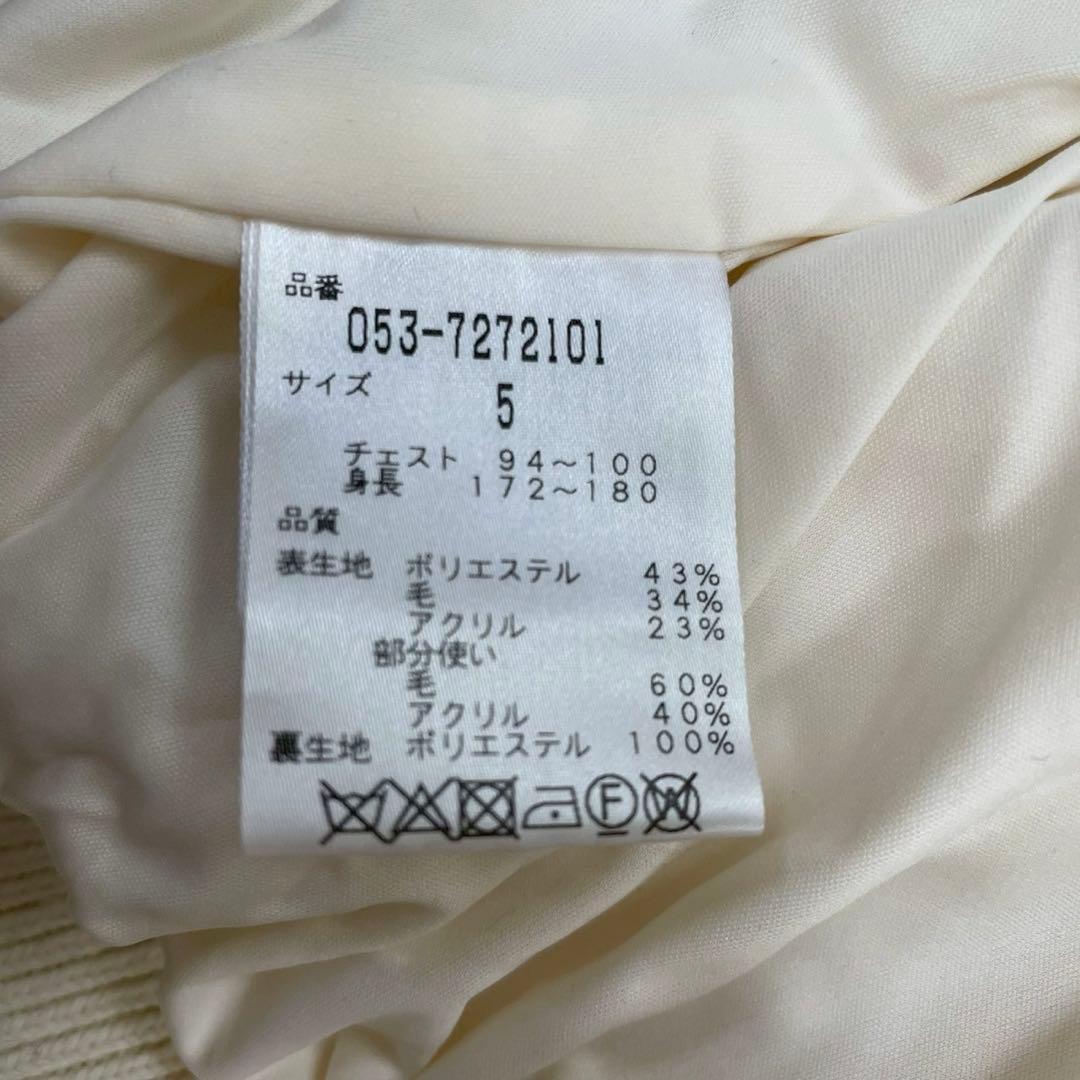 品番
053-7272101
サイズ
5
チェスト 94～100
身長 172～180
品質
表生地 ポリエステル 43%
毛 34%
アクリル 23%
部分使い
毛 60%
アクリル 40%
裏生地 ポリエステル 100%
F W